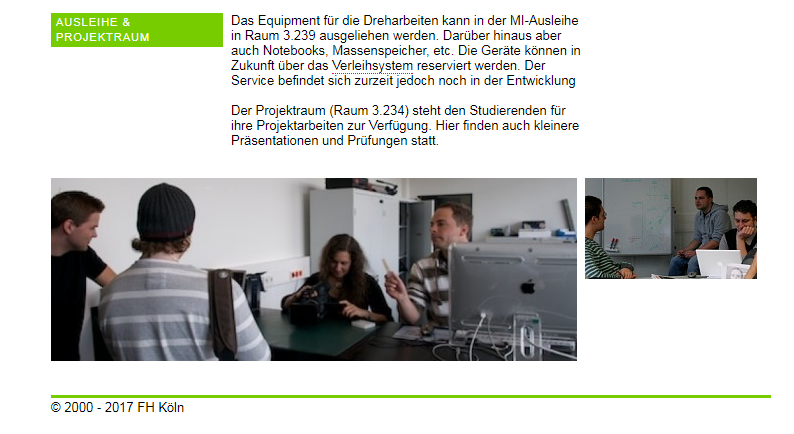 AUSLEIHE &
PROJEKTRAUM
Das Equipment für die Dreharbeiten kann in der MI-Ausleihe
in Raum 3.239 ausgeliehen werden. Darüber hinaus aber
auch Notebooks, Massenspeicher, etc. Die Geräte können in
Zukunft über das Verleihsystem reserviert werden. Der
Service befindet sich zurzeit jedoch noch in der Entwicklung
Der Projektraum (Raum 3.234) steht den Studierenden für
ihre Projektarbeiten zur Verfügung. Hier finden auch kleinere
Präsentationen und Prüfungen statt.
© 2000 - 2017 FH Köln